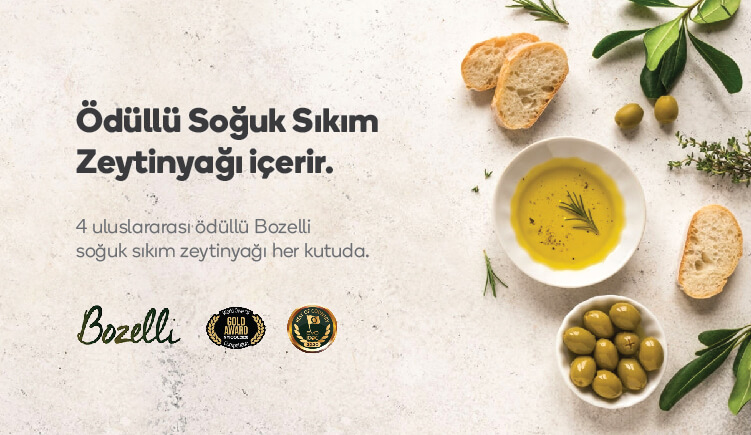 Ödüllü Soğuk Sıkım
Zeytinyağı içerir.
4 uluslararası ödüllü Bozelli
soğuk sıkım zeytinyağı her kutuda.
Bozelli
GOLD
AWARD